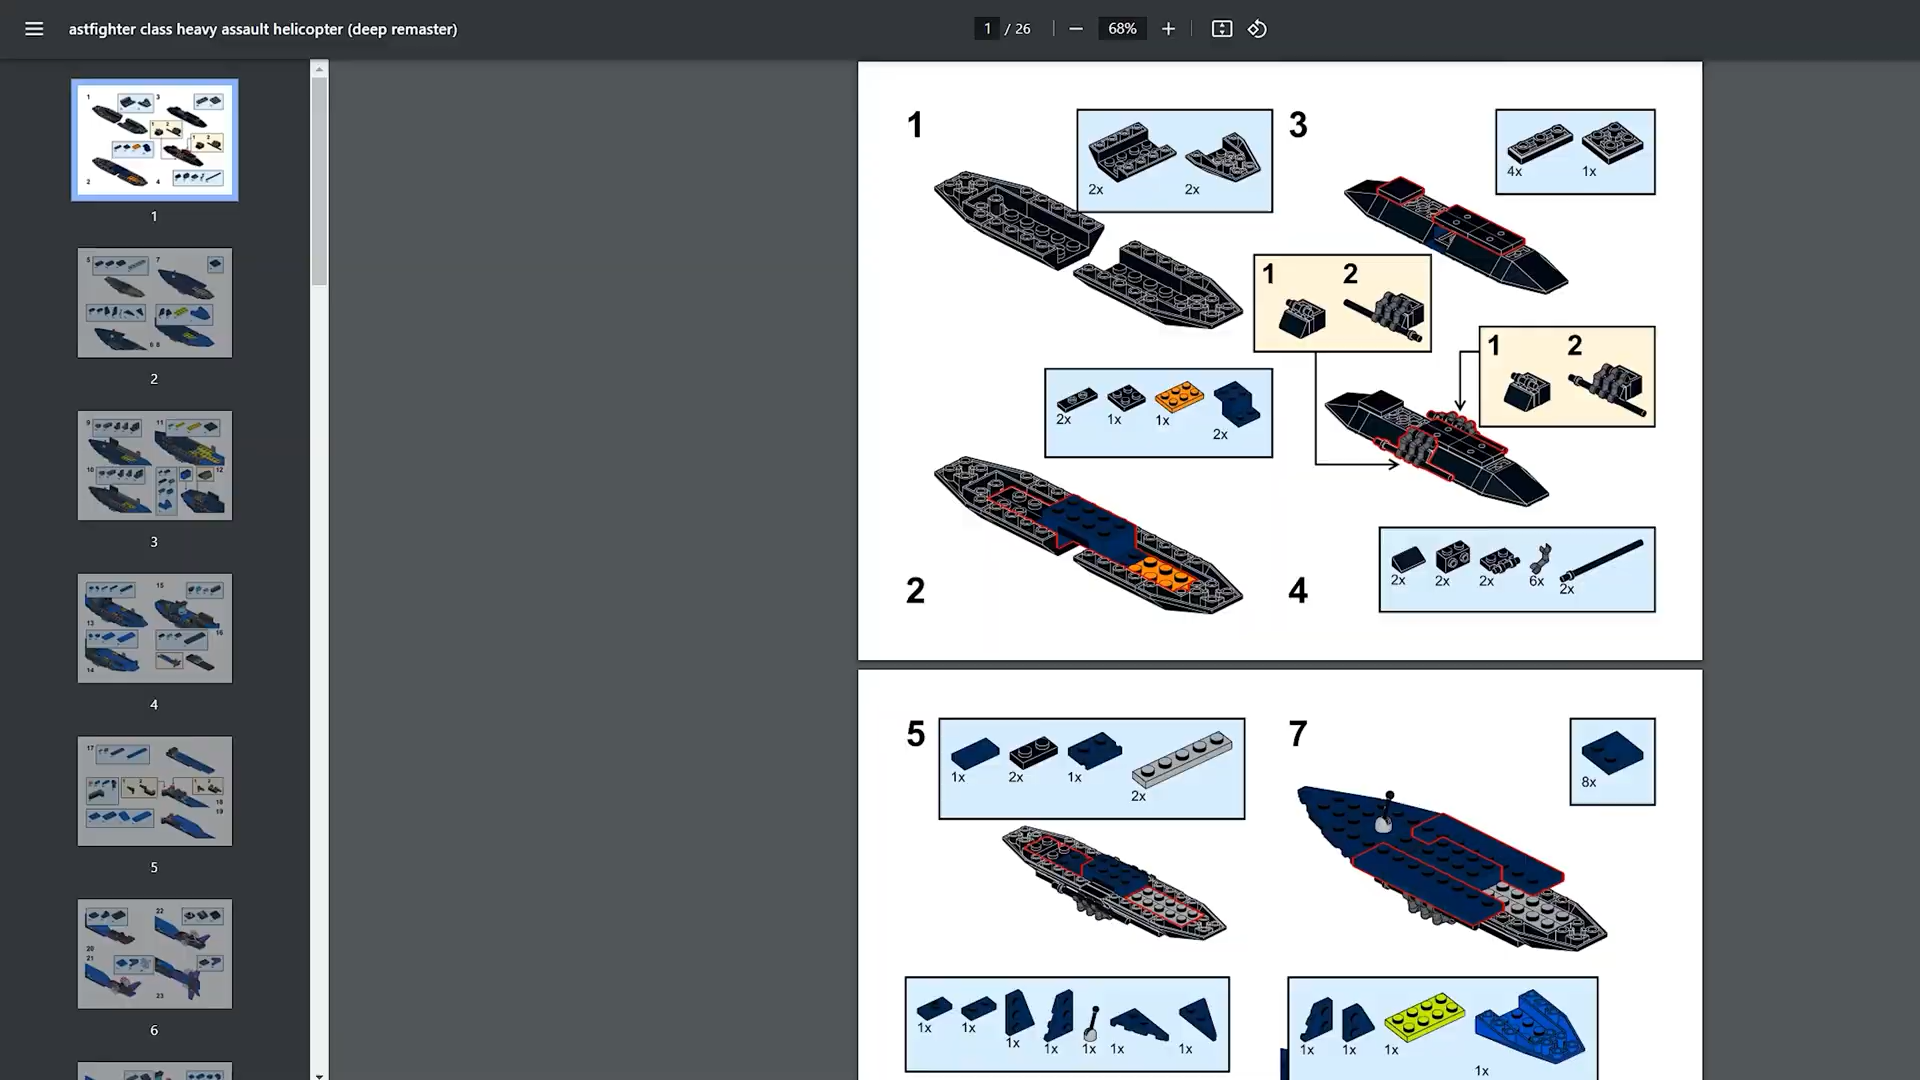 astfighter class heavy assault helicopter (deep remaster)
1 / 26
68%
1
2
3
4
5
6
1
2x
2x
3
4x
1x
1 2
1 2
2x
1x
1x
2x
2
4
2x
2x
2x
6x
2x
5
1x
2x
1x
2x
7
8x
1x
1x
1x
1x
1x
1x
1x
1x
1x
1x
1x